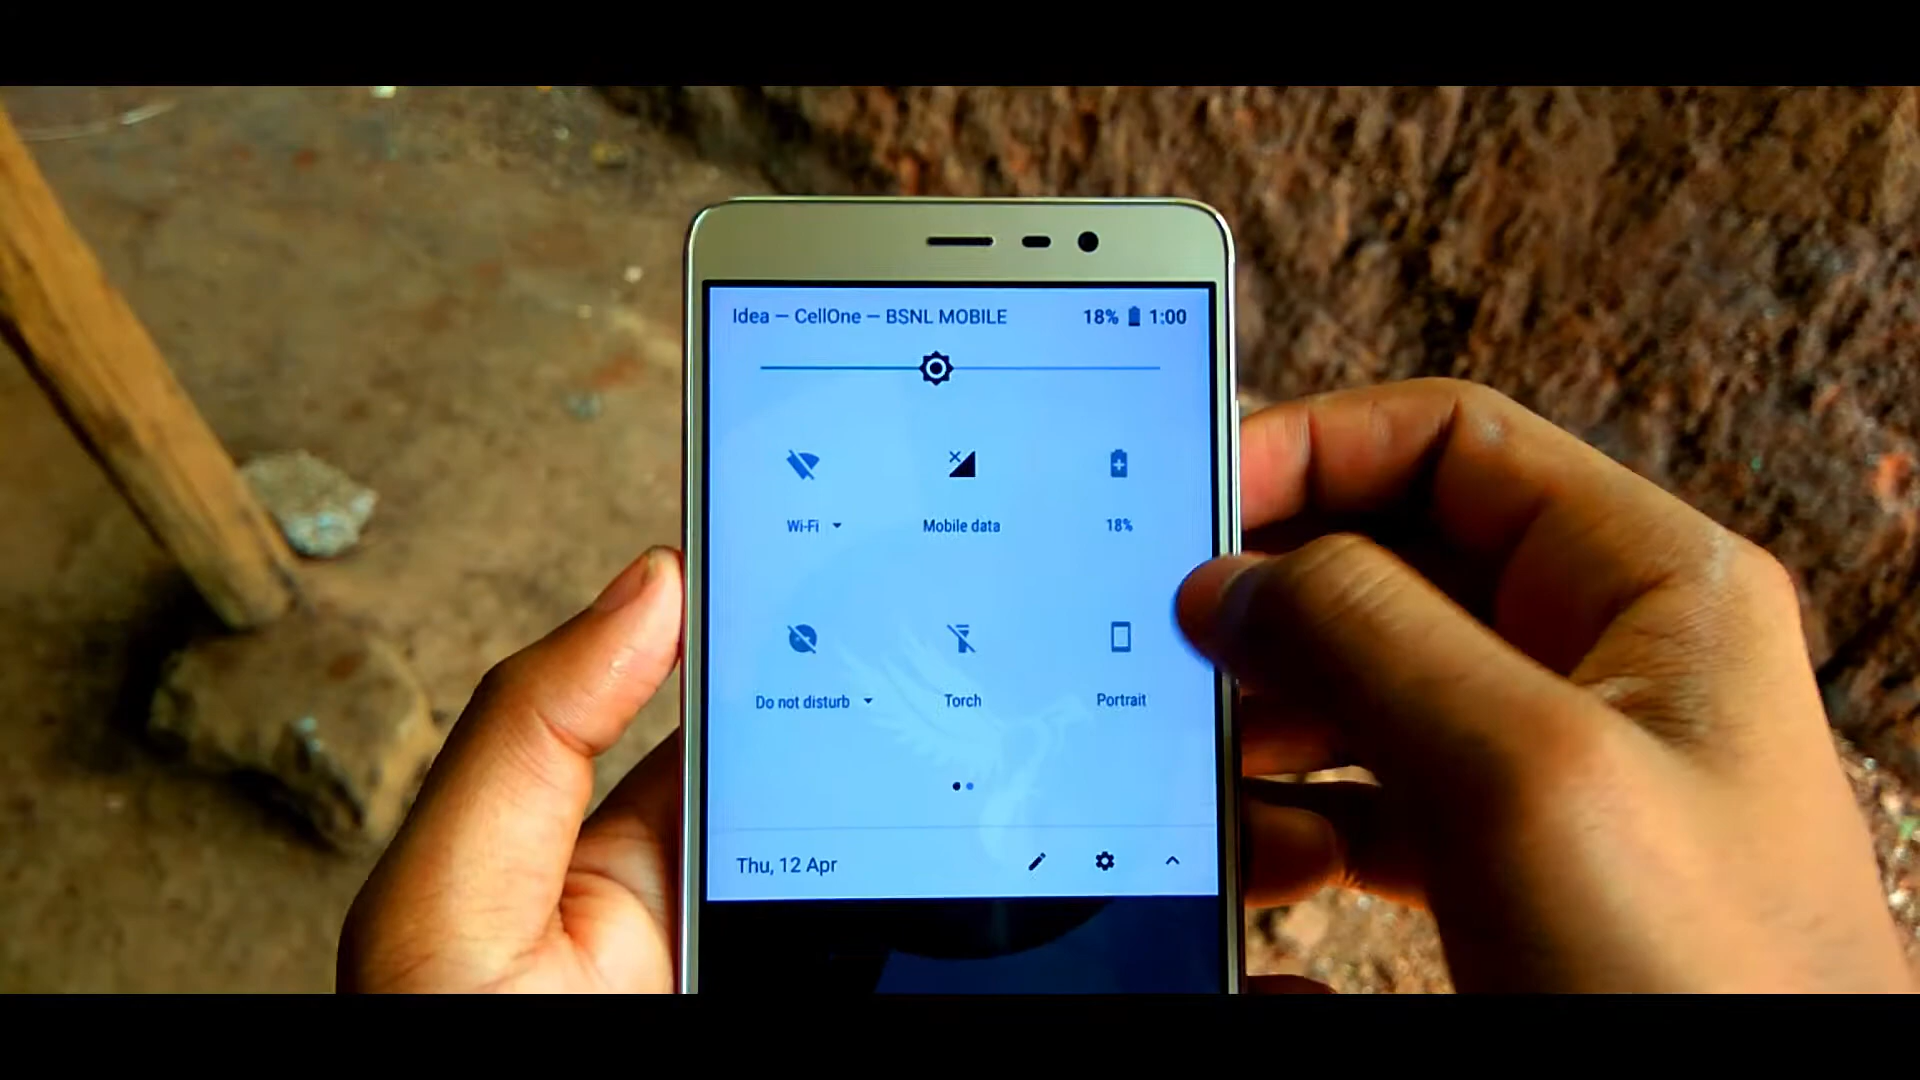 Idea — CellOne — BSNL MOBILE 18% 1:00
Wi-Fi Mobile data 18%
Do not disturb Torch Portrait
Thu, 12 Apr